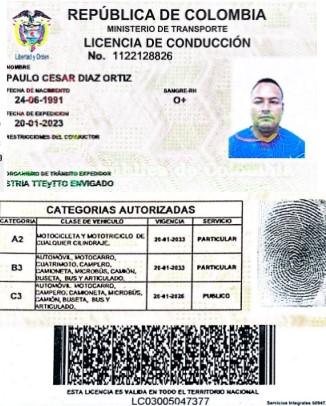 REPÚBLICA DE COLOMBIA
MINISTERIO DE TRANSPORTE
LICENCIA DE CONDUCCIÓN
Libertad y Orden
No. 1122128826
NOMBRE
PAULO CESAR DIAZ ORTIZ
FECHA DE NACIMIENTO
24-06-1991
SANGRE-RH
O+
FECHA DE EXPEDICION
20-01-2023
RESTRICCIONES DEL CONDUCTOR
ORGANISMO DE TRÁNSITO EXPEDIDOR
STRIA TTEyTTO ENVIGADO
CATEGORIAS AUTORIZADAS
CATEGORIA CLASE DE VEHICULO VIGENCIA SERVICIO
A2 MOTOCICLETA Y MOTOTRICICLO DE CUALQUIER CILINDRAJE. 20-01-2033 PARTICULAR
B3 AUTOMÓVIL, MOTOCARRO, CUATRIMOTO, CAMPERO, CAMIONETA, MICROBÚS, CAMIÓN, BUSETA, BUS Y ARTICULADO. 20-01-2033 PARTICULAR
C3 AUTOMÓVIL, MOTOCARRO, CAMPERO, CAMIONETA, MICROBÚS, CAMIÓN, BUSETA, BUS Y ARTICULADO. 20-01-2026 PUBLICO
ESTA LICENCIA ES VALIDA EN TODO EL TERRITORIO NACIONAL
LC03005047377